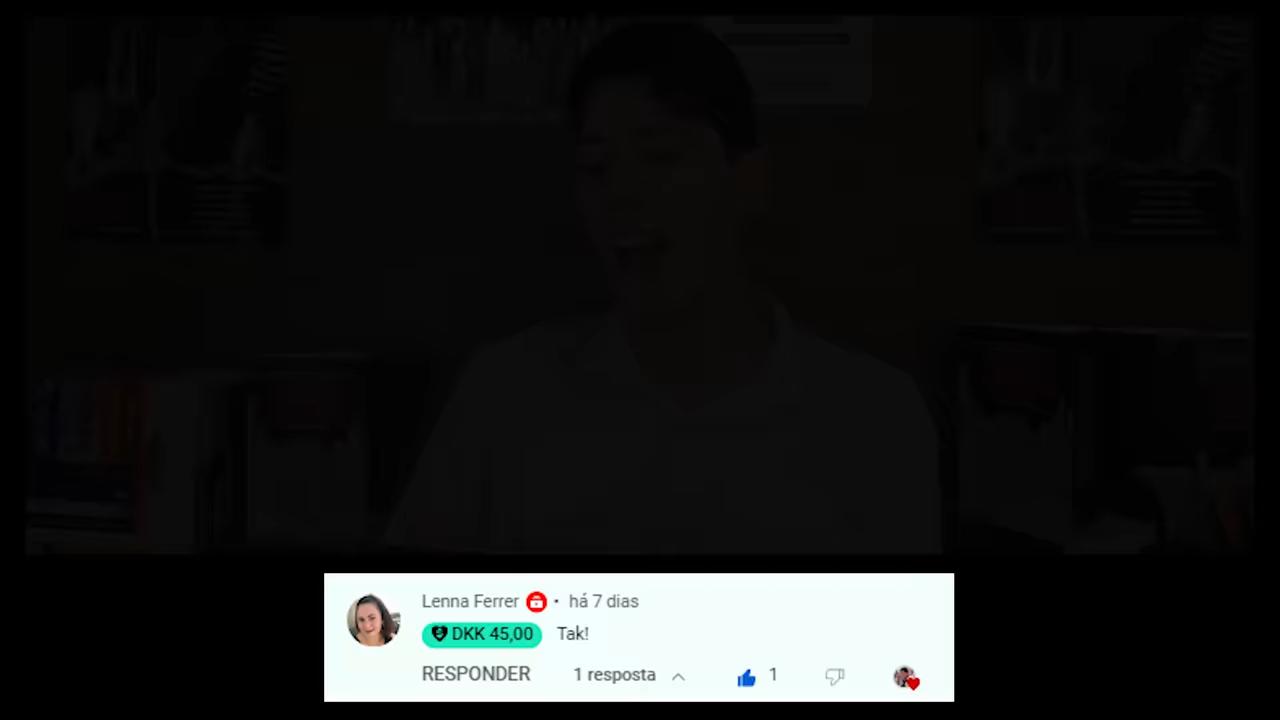 Lenna Ferrer • há 7 dias
DKK 45,00 Tak!
RESPONDER 1 resposta 1